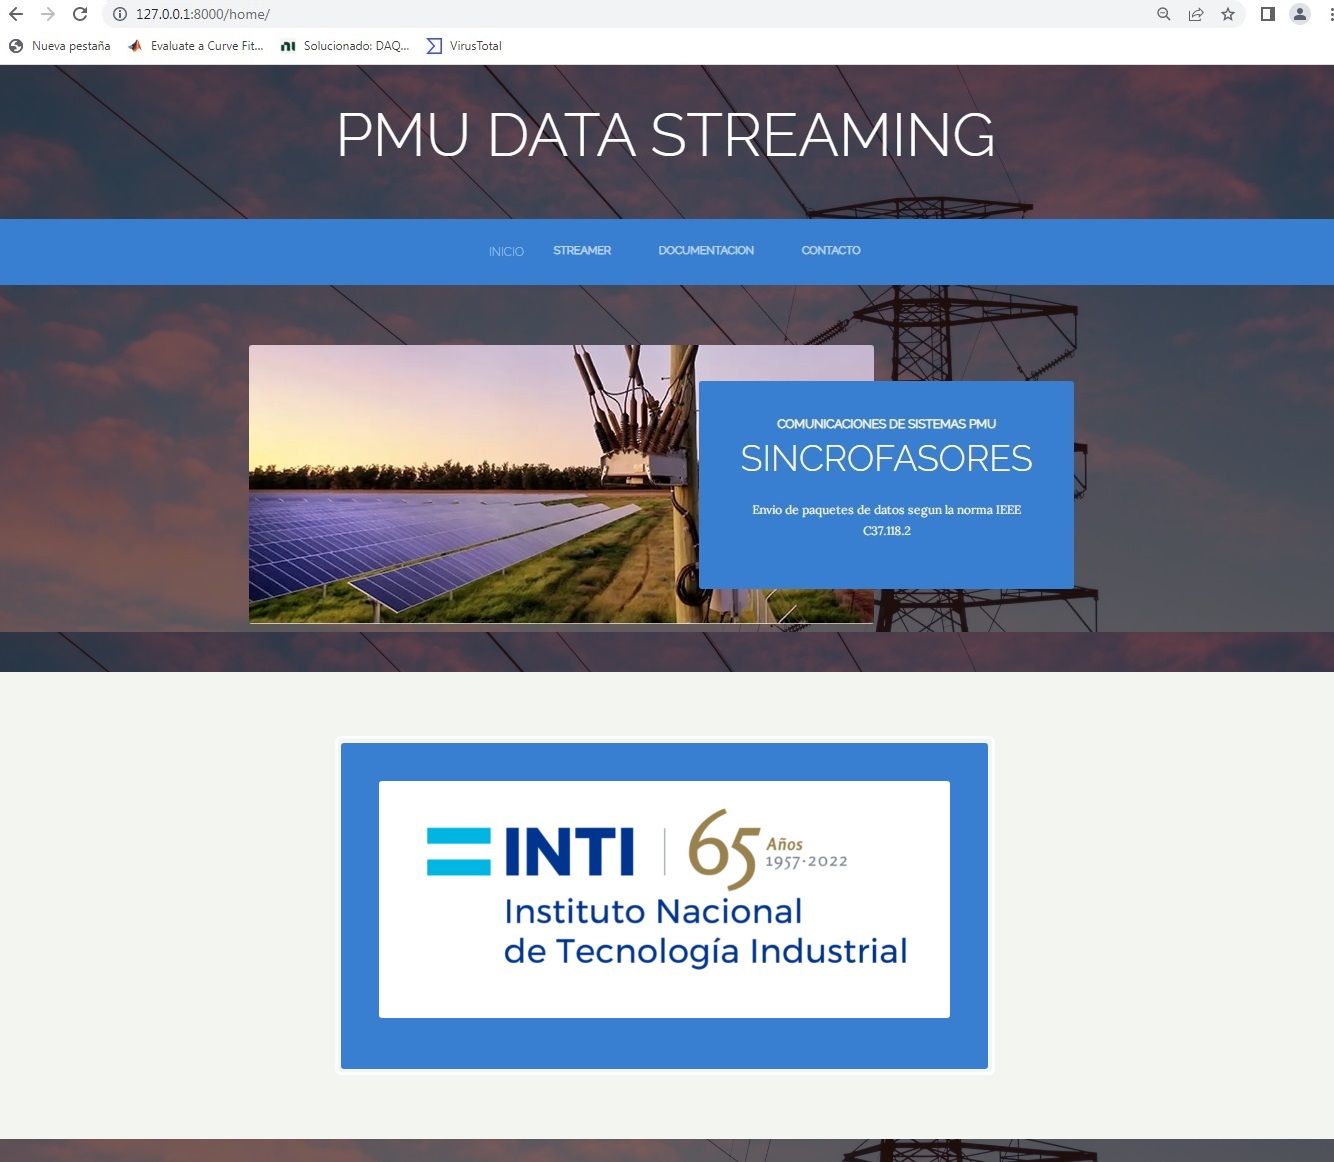 127.0.0.1:8000/home/
Nueva pestaña
Evaluate a Curve Fit...
Solucionado: DAQ...
VirusTotal
PMU DATA STREAMING
INICIO
STREAMER
DOCUMENTACION
CONTACTO
COMUNICACIONES DE SISTEMAS PMU
SINCROFASORES
Envio de paquetes de datos segun la norma IEEE
C37.118.2
INTI
65
Años
1957·2022
Instituto Nacional
de Tecnología Industrial